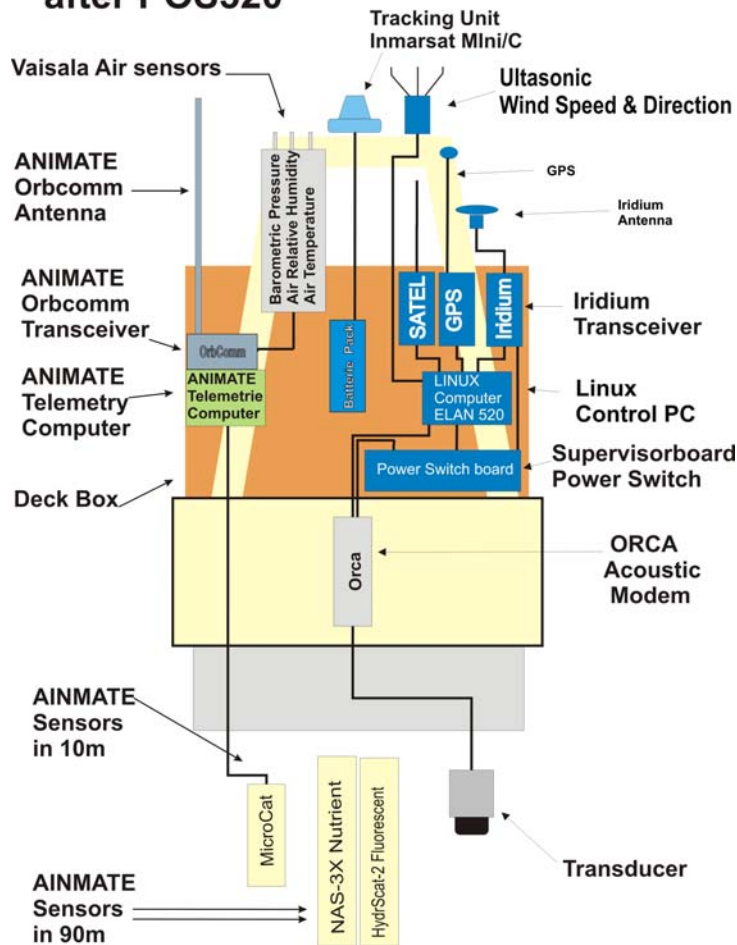 after POS320
Tracking Unit
Inmarsat MIni/C
Vaisala Air sensors
Ultasonic
Wind Speed & Direction
ANIMATE
Orbcomm
Antenna
GPS
Iridium
Antenna
Barometric Pressure
Air Relative Humidity
Air Temperature
ANIMATE
Orbcomm
Transceiver
SATEL
GPS
Iridium
Iridium
Transceiver
OrbComm
Batterie Pack
ANIMATE
Telemetry
Computer
ANIMATE
Telemetrie
Computer
LINUX
Computer
ELAN 520
Linux
Control PC
Power Switch board
Supervisorboard
Power Switch
Deck Box
Orca
ORCA
Acoustic
Modem
AINMATE
Sensors
in 10m
MicroCat
NAS-3X Nutrient
HydrScat-2 Fluorescent
Transducer
AINMATE
Sensors
in 90m